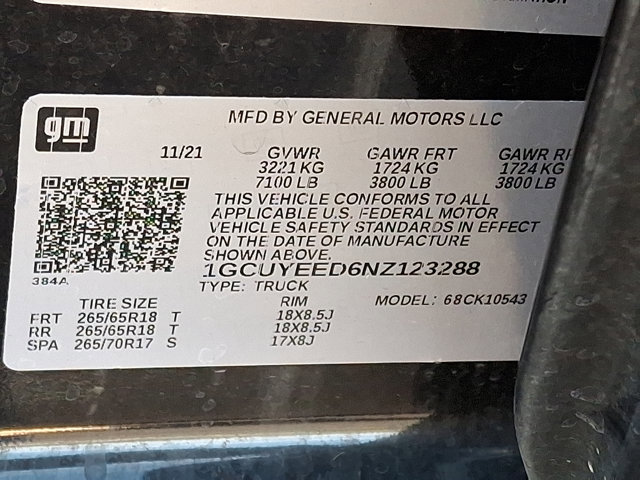 gm
MFD BY GENERAL MOTORS LLC
11/21 GVWR GAWR FRT GAWR
3221 KG 1724 KG 1724 KG
7100 LB 3800 LB 3800 LB
THIS VEHICLE CONFORMS TO ALL
APPLICABLE U.S. FEDERAL MOTOR
VEHICLE SAFETY STANDARDS IN EFFECT
ON THE DATE OF MANUFACTURE
SHOWN ABOVE.
1GCUYEED6NZ123288
384A
TYPE: TRUCK MODEL: 68CK10543
TIRE SIZE RIM
FRT 265/65R18 T 18X8.5J
RR 265/65R18 T 18X8.5J
SPA 265/70R17 S 17X8J